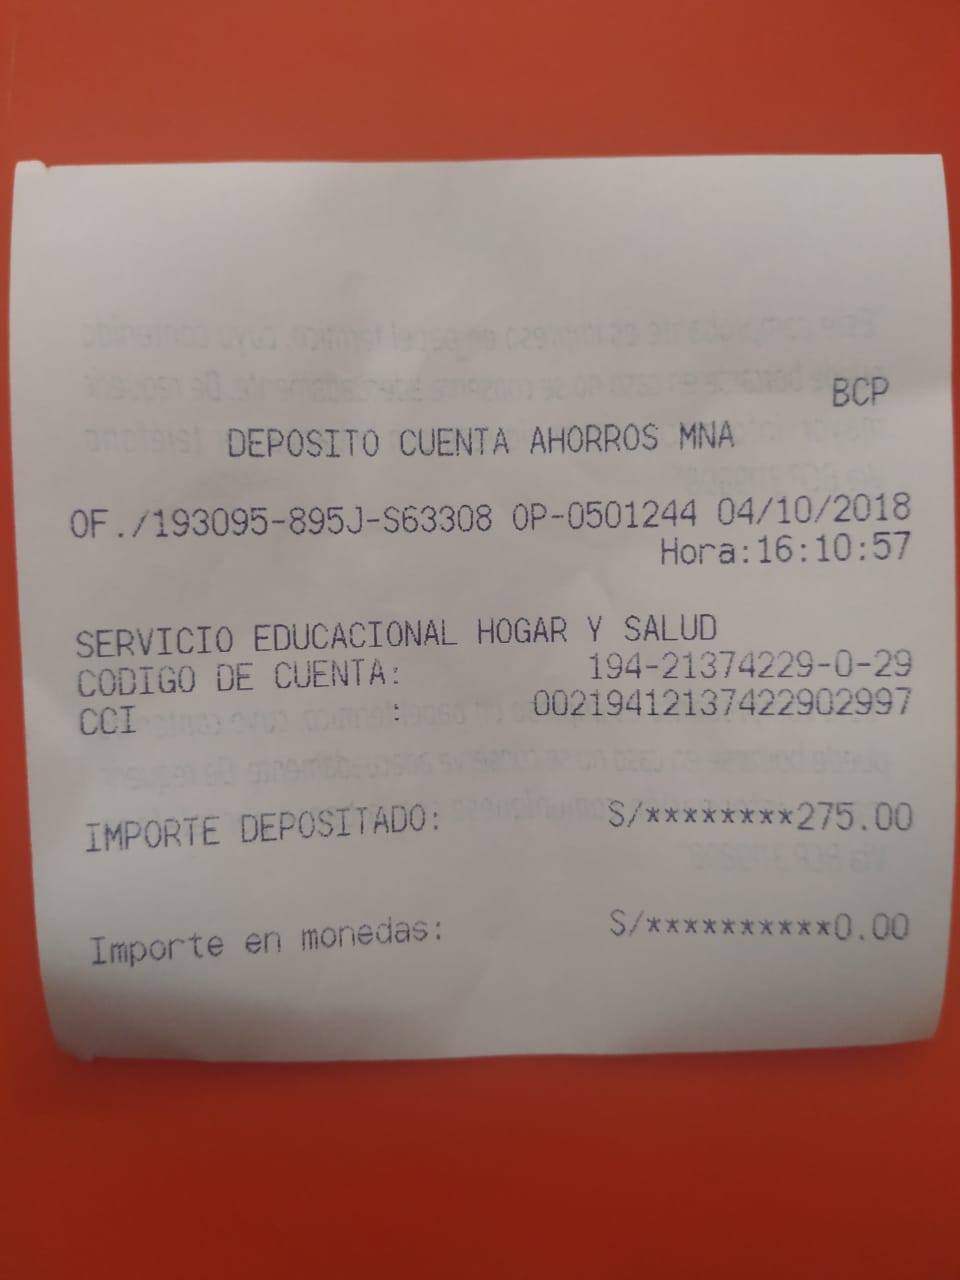 BCP
DEPOSITO CUENTA AHORROS MNA
OF./193095-895J-S63308 OP-0501244 04/10/2018
Hora:16:10:57
SERVICIO EDUCACIONAL HOGAR Y SALUD
CODIGO DE CUENTA: 194-21374229-0-29
CCI : 00219412137422902997
IMPORTE DEPOSITADO: S/********275.00
Importe en monedas: S/**********0.00